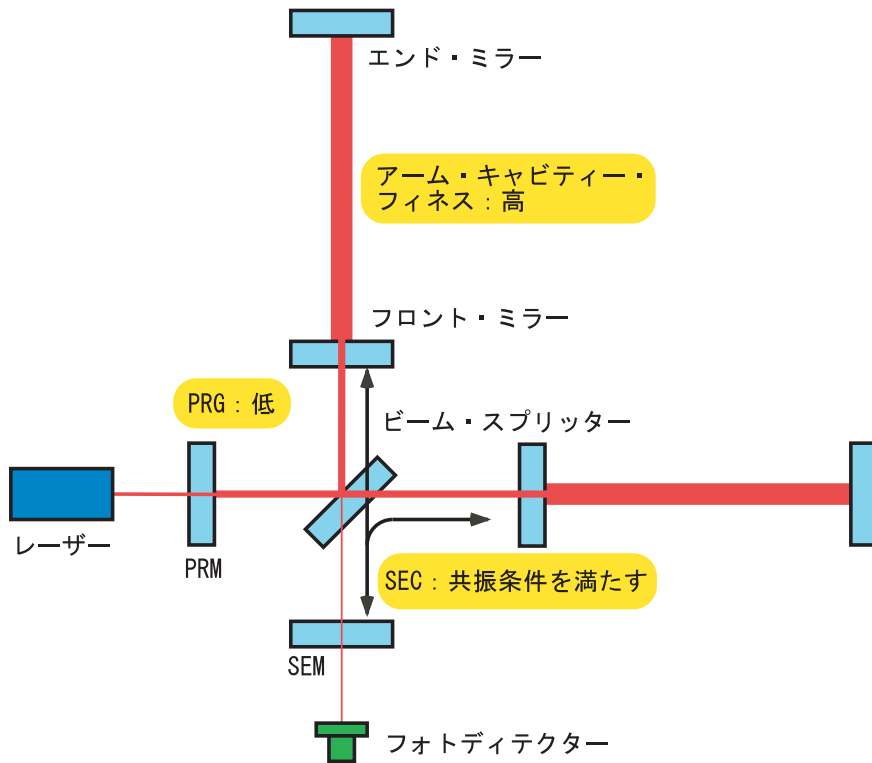 エンド・ミラー
アーム・キャビティー・
フィネス：高
フロント・ミラー
PRG：低
ビーム・スプリッター
レーザー
PRM
SEC：共振条件を満たす
SEM
フォトディテクター